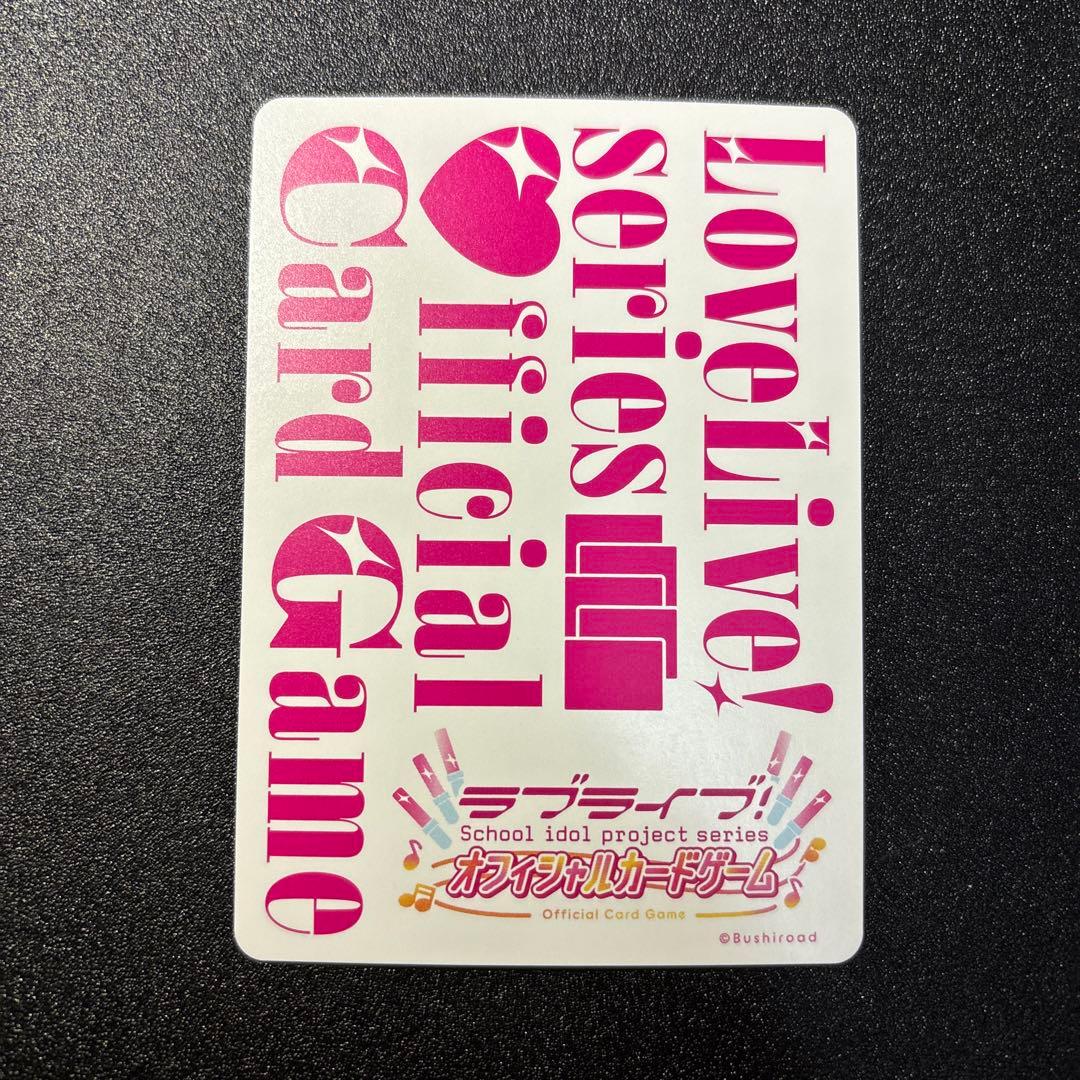 LoveLive!
series
♥fficial
Card Game
ラブライブ!
School idol project series
オフィシャルカードゲーム
Official Card Game
©Bushiroad